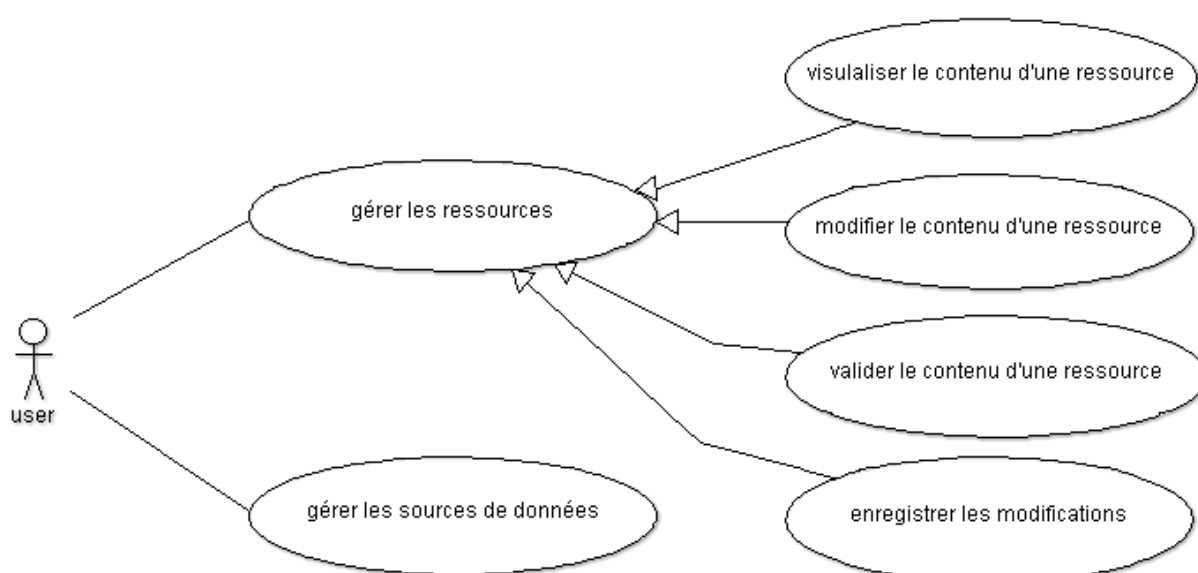 visulaliser le contenu d'une ressource
gérer les ressources
modifier le contenu d'une ressource
valider le contenu d'une ressource
user
gérer les sources de données
enregistrer les modifications